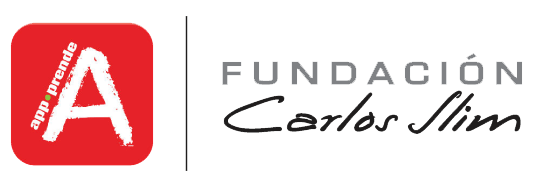 app•prende
A
FUNDACIÓN
Carlos Slim